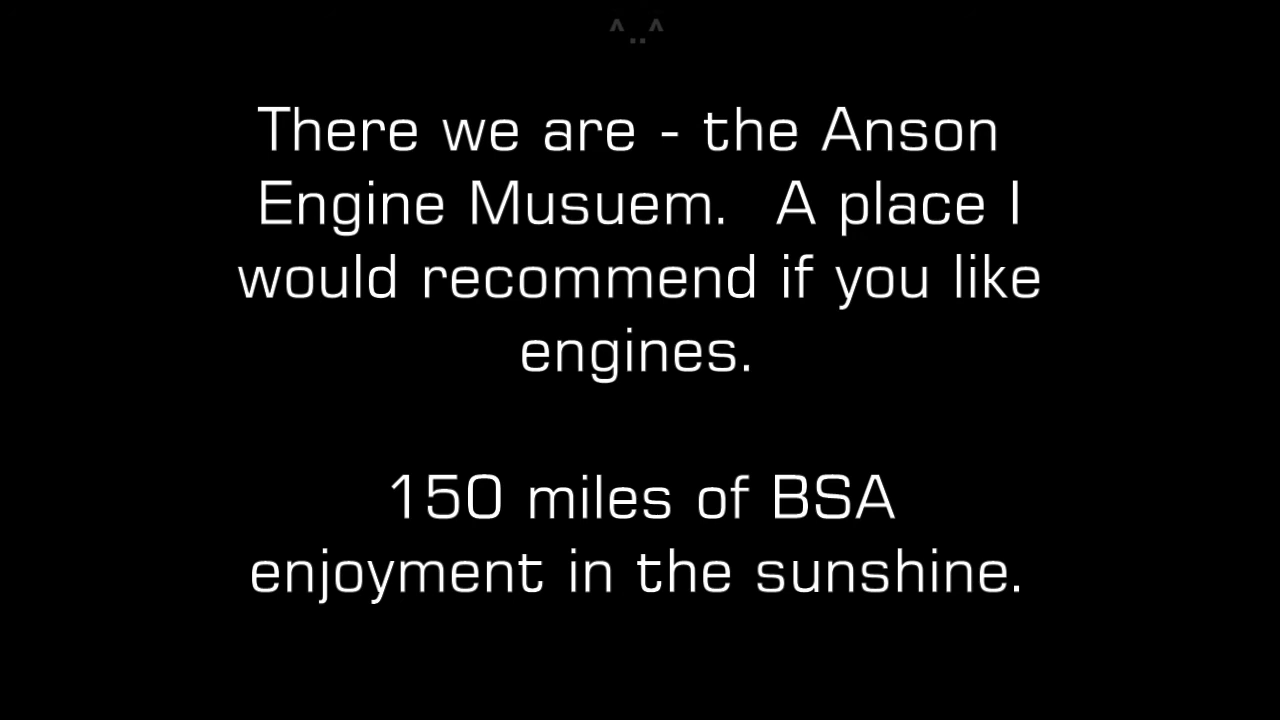 ^..^
There we are - the Anson
Engine Musuem.  A place I
would recommend if you like
engines.
150 miles of BSA
enjoyment in the sunshine.